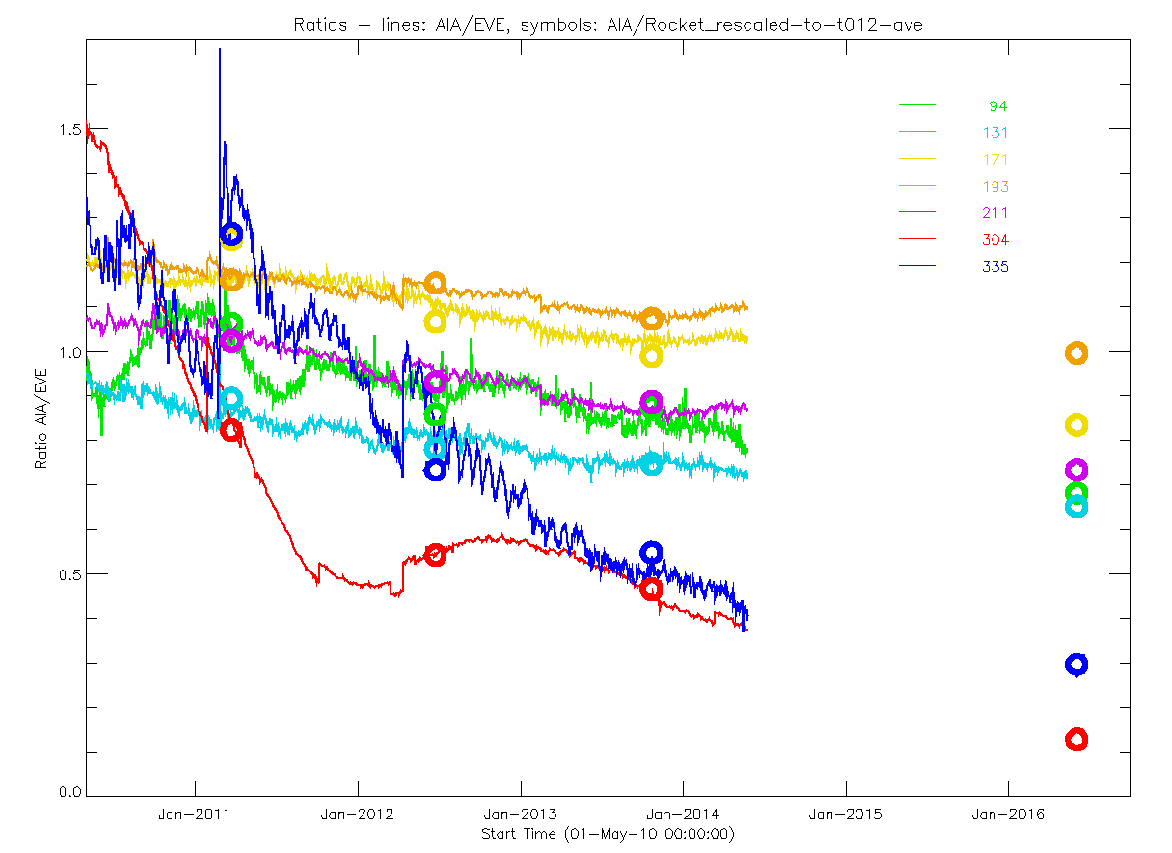 Ratics - lines: AIA/EVE, symbols: AIA/Rocket_rescaled-to-t012-ave
94
131
171
193
211
304
335
1.5
1.0
0.5
0.0
Ratio AIA/EVE
Jan-2011
Jan-2012
Jan-2013
Jan-2014
Jan-2015
Jan-2016
Start Time (01-May-10 00:00:00)